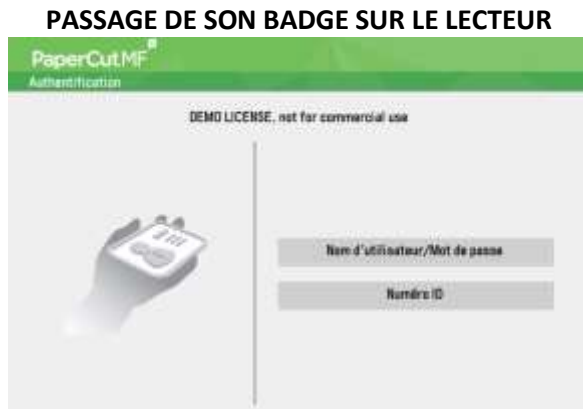 PASSAGE DE SON BADGE SUR LE LECTEUR
PaperCut MF
Authentification
DEMO LICENSE, not for commercial use
Nom d'utilisateur/Mot de passe
Numéro ID